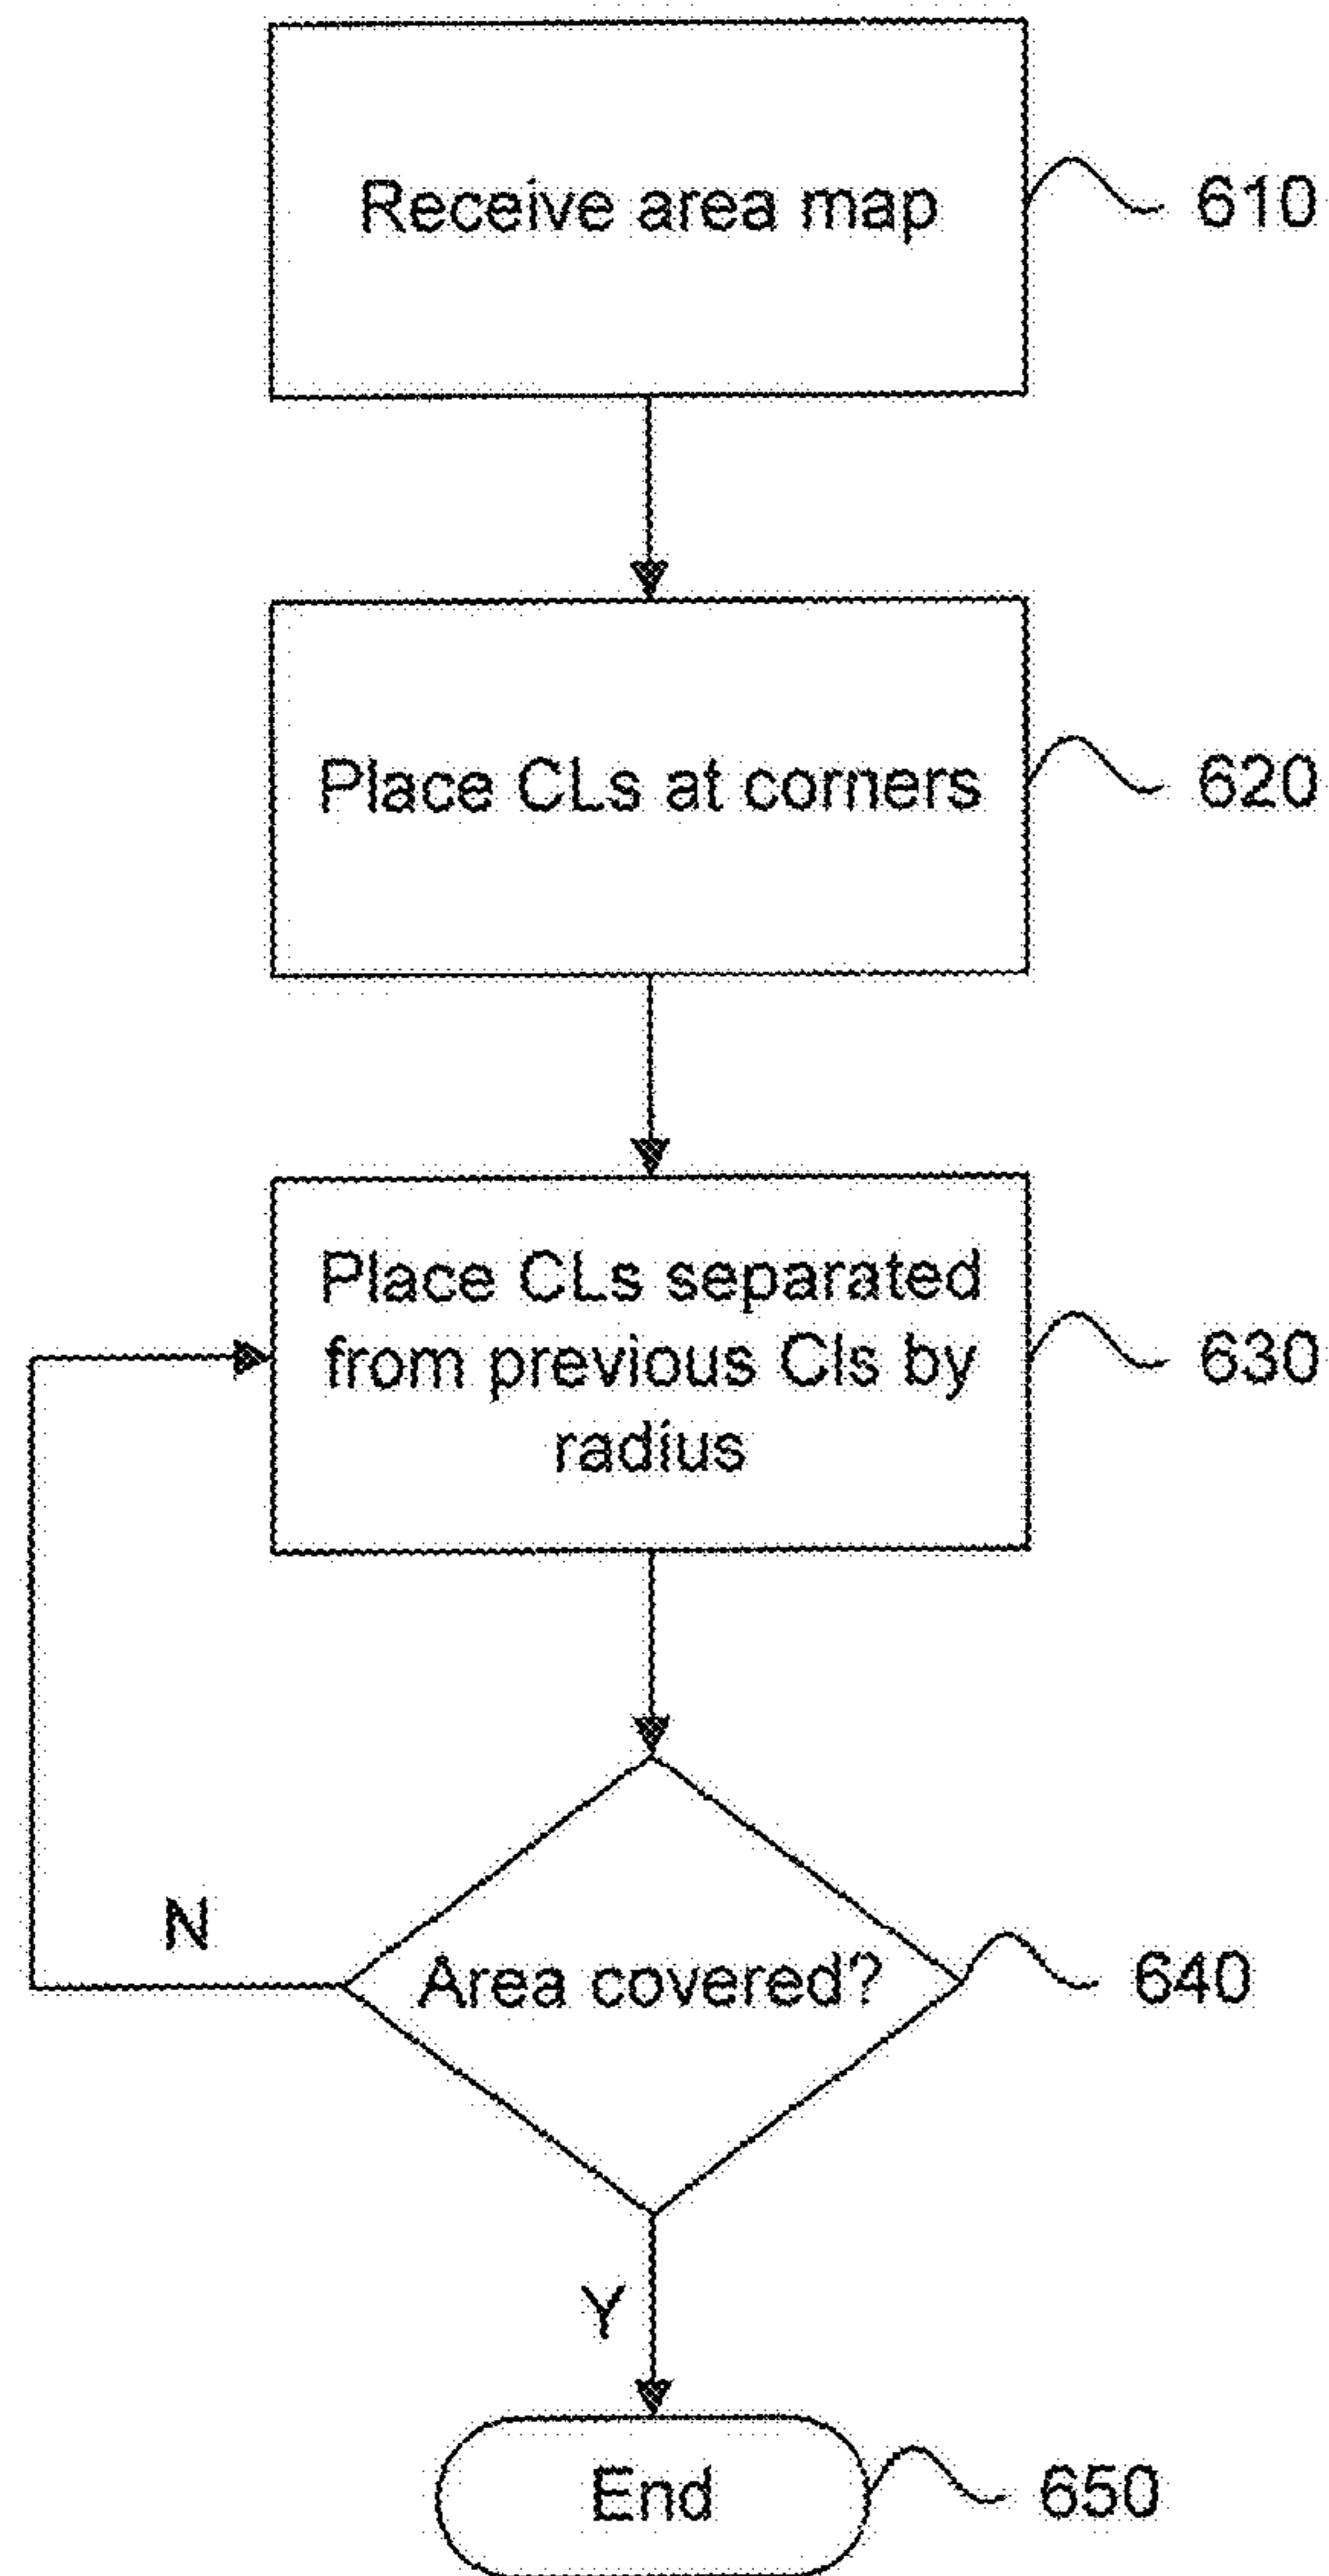 Receive area map
610
Place CLs at corners
620
Place CLs separated
from previous Cls by
radius
630
Area covered?
640
N
Y
End
650